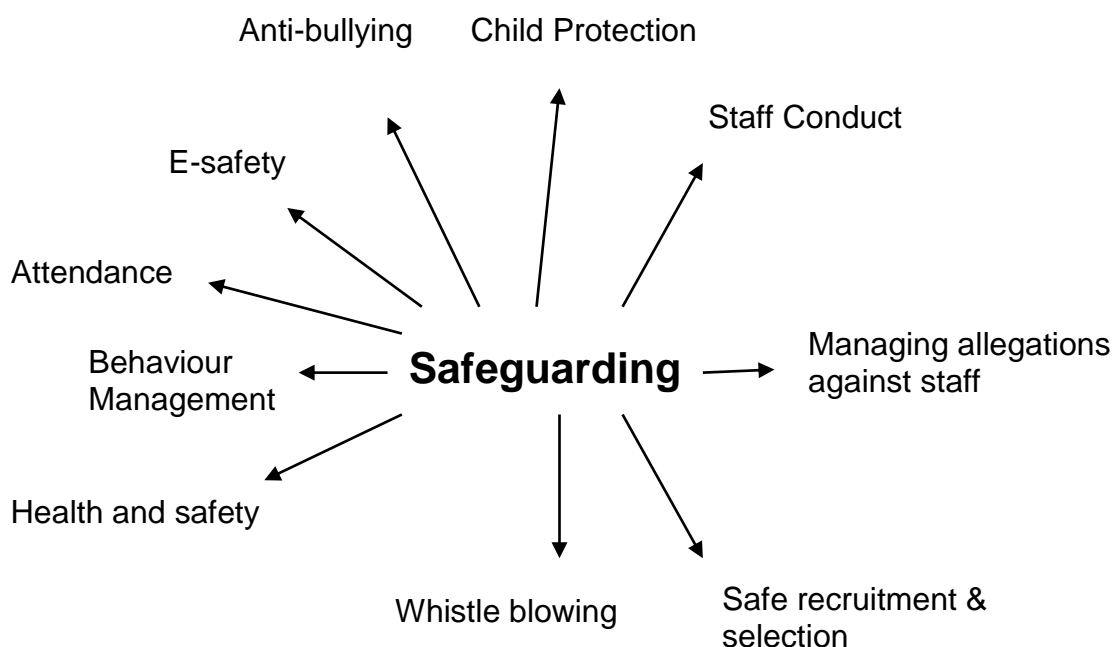 Anti-bullying
Child Protection
Staff Conduct
E-safety
Attendance
Behaviour
Management
Safeguarding
Managing allegations
against staff
Health and safety
Whistle blowing
Safe recruitment &
selection